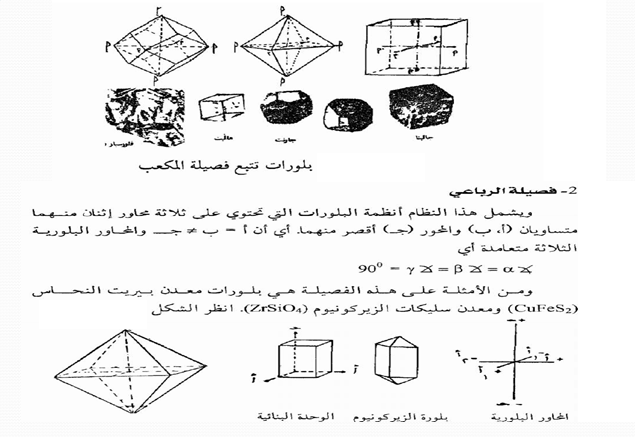 بلورات تتبع فصيلة المكعب
2- فصيلة الرباعي
ويشمل هذا النظام أنظمة البلورات التي تحتوي على ثلاثة محاور إثنان منهما
متساويان (أ، ب) والمحور (جـ) أقصر منهما. أي أن أ = ب ≠ جـ والمحاور البلورية
الثلاثة متعامدة أي
∡α = ∡β = ∡γ = 90⁰
ومن الأمثلة على هذه الفصيلة هي بلورات معدن بيريت النحاس
(CuFeS₂) ومعدن سليكات الزيركونيوم (ZrSiO₄). انظر الشكل
المحاور البلورية
بلورة الزيركونيوم
الوحدة البنائية